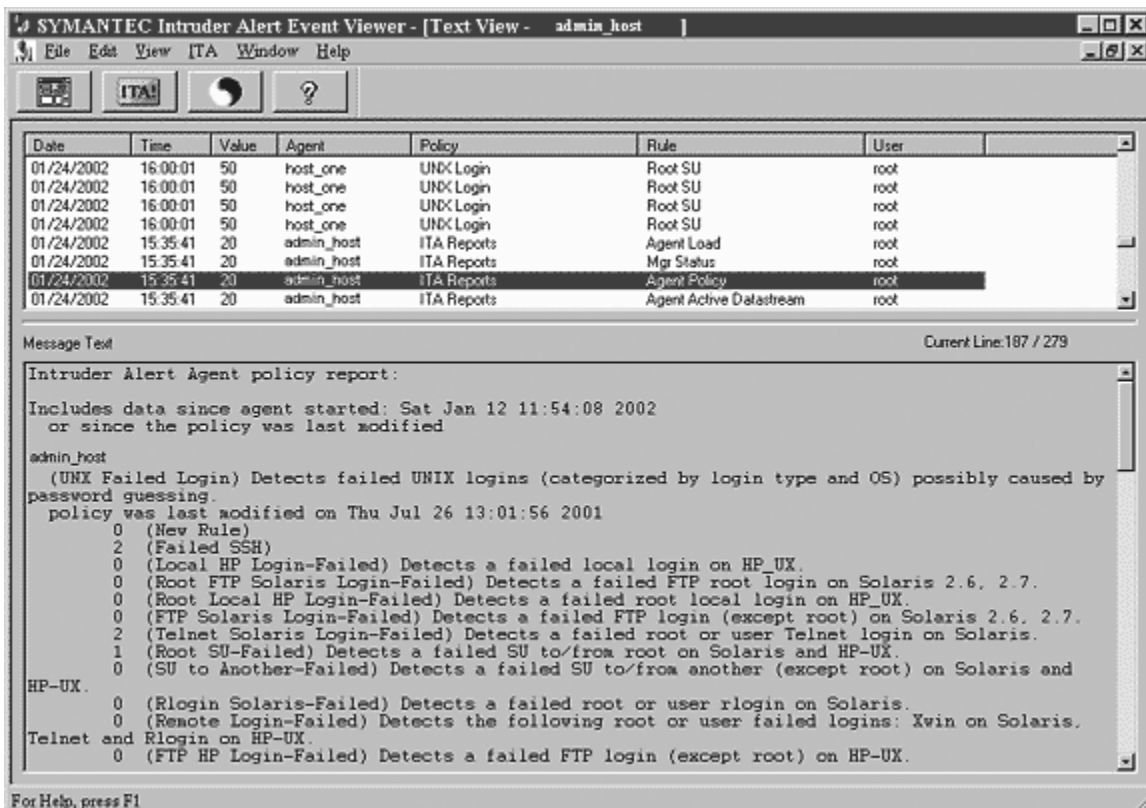 SYMANTEC Intruder Alert Event Viewer - [Text View - admin_host ]
File Edit View ITA Window Help
ITA!
?
Date Time Value Agent Policy Rule User
01/24/2002 16:00:01 50 host_one UNX Login Root SU root
01/24/2002 16:00:01 50 host_one UNX Login Root SU root
01/24/2002 16:00:01 50 host_one UNX Login Root SU root
01/24/2002 16:00:01 50 host_one UNX Login Root SU root
01/24/2002 15:35:41 20 admin_host ITA Reports Agent Load root
01/24/2002 15:35:41 20 admin_host ITA Reports Mgr Status root
01/24/2002 15:35:41 20 admin_host ITA Reports Agent Policy root
01/24/2002 15:35:41 20 admin_host ITA Reports Agent Active Datastream root
Message Text Current Line:187 / 279
Intruder Alert Agent policy report:
Includes data since agent started: Sat Jan 12 11:54:08 2002
or since the policy was last modified
admin_host
(UNX Failed Login) Detects failed UNIX logins (categorized by login type and OS) possibly caused by
password guessing.
policy was last modified on Thu Jul 26 13:01:56 2001
0 (New Rule)
2 (Failed SSH)
0 (Local HP Login-Failed) Detects a failed local login on HP_UX.
0 (Root FTP Solaris Login-Failed) Detects a failed FTP root login on Solaris 2.6, 2.7.
0 (Root Local HP Login-Failed) Detects a failed root local login on HP_UX.
0 (FTP Solaris Login-Failed) Detects a failed FTP login (except root) on Solaris 2.6, 2.7.
2 (Telnet Solaris Login-Failed) Detects a failed root or user Telnet login on Solaris.
1 (Root SU-Failed) Detects a failed SU to/from root on Solaris and HP-UX.
0 (SU to Another-Failed) Detects a failed SU to/from another (except root) on Solaris and
HP-UX.
0 (Rlogin Solaris-Failed) Detects a failed root or user rlogin on Solaris.
0 (Remote Login-Failed) Detects the following root or user failed logins: Xwin on Solaris,
Telnet and Rlogin on HP-UX.
0 (FTP HP Login-Failed) Detects a failed FTP login (except root) on HP-UX.
For Help, press F1